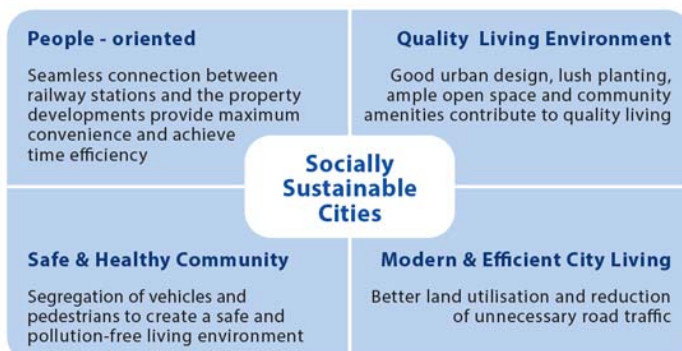 People - oriented
Seamless connection between
railway stations and the property
developments provide maximum
convenience and achieve
time efficiency
Quality Living Environment
Good urban design, lush planting,
ample open space and community
amenities contribute to quality living
Socially
Sustainable
Cities
Safe & Healthy Community
Segregation of vehicles and
pedestrians to create a safe and
pollution-free living environment
Modern & Efficient City Living
Better land utilisation and reduction
of unnecessary road traffic